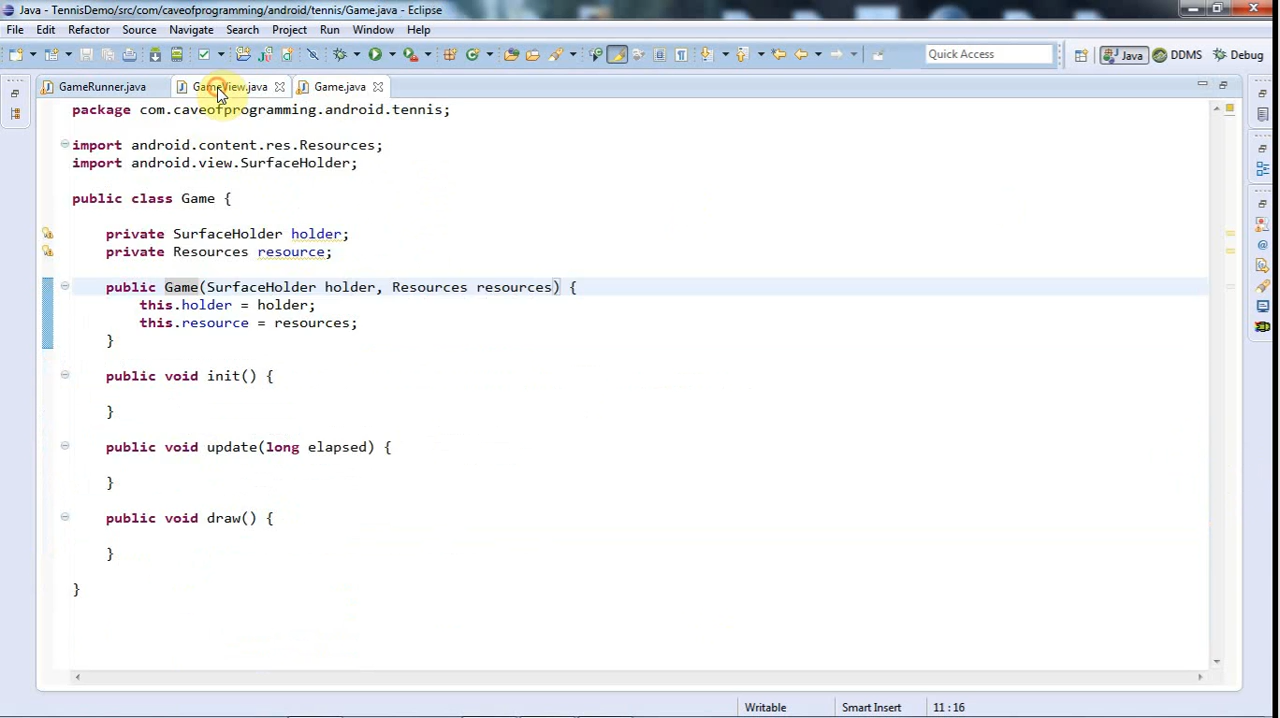 Java - TennisDemo/src/com/caveofprogramming/android/tennis/Game.java - Eclipse
File Edit Refactor Source Navigate Search Project Run Window Help
Quick Access Java DDMS Debug
GameRunner.java GameView.java Game.java
package com.caveofprogramming.android.tennis;
import android.content.res.Resources;
import android.view.SurfaceHolder;
public class Game {
private SurfaceHolder holder;
private Resources resource;
public Game(SurfaceHolder holder, Resources resources) {
this.holder = holder;
this.resource = resources;
}
public void init() {
}
public void update(long elapsed) {
}
public void draw() {
}
}
Writable Smart Insert 11 : 16